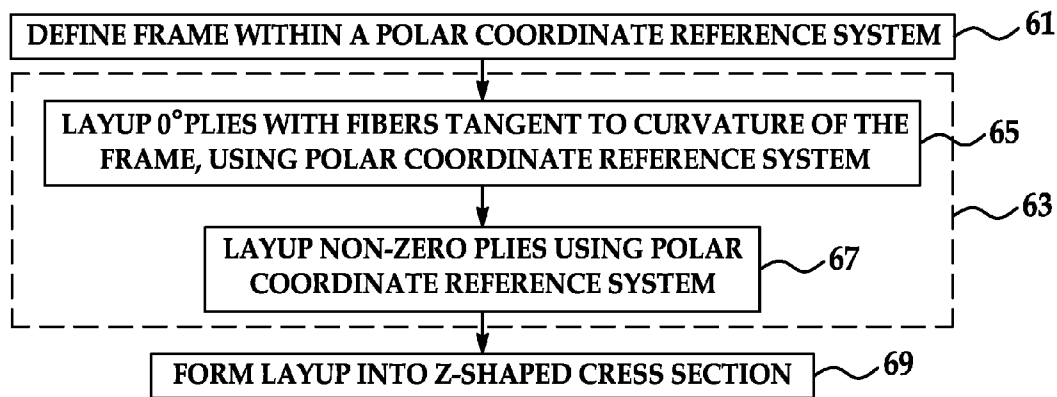 DEFINE FRAME WITHIN A POLAR COORDINATE REFERENCE SYSTEM
61
LAYUP 0° PLIES WITH FIBERS TANGENT TO CURVATURE OF THE
FRAME, USING POLAR COORDINATE REFERENCE SYSTEM
65
63
LAYUP NON-ZERO PLIES USING POLAR
COORDINATE REFERENCE SYSTEM
67
FORM LAYUP INTO Z-SHAPED CRESS SECTION
69